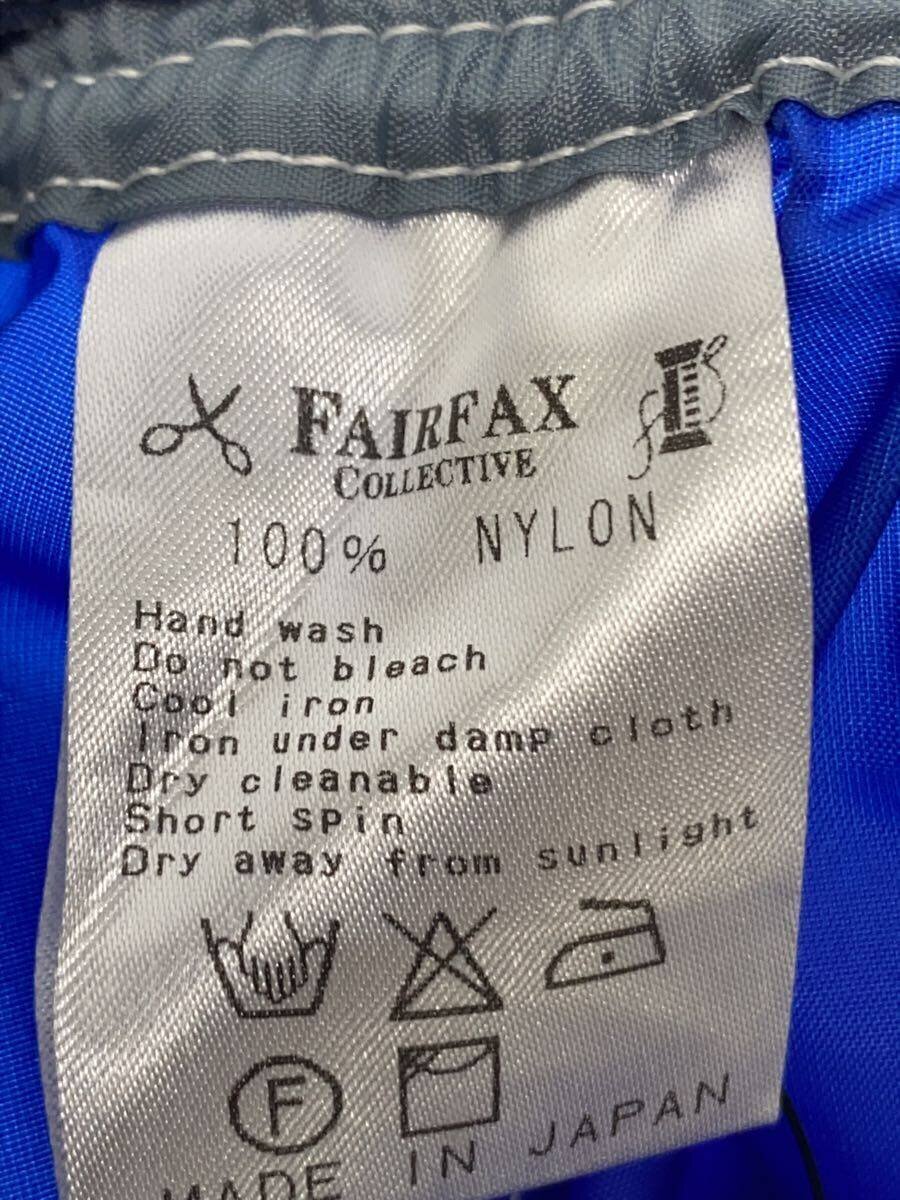 FAIRFAX
COLLECTIVE
100% NYLON
Hand wash
Do not bleach
Cool iron
Iron under damp cloth
Dry cleanable
Short spin
Dry away from sunlight
F
MADE IN JAPAN